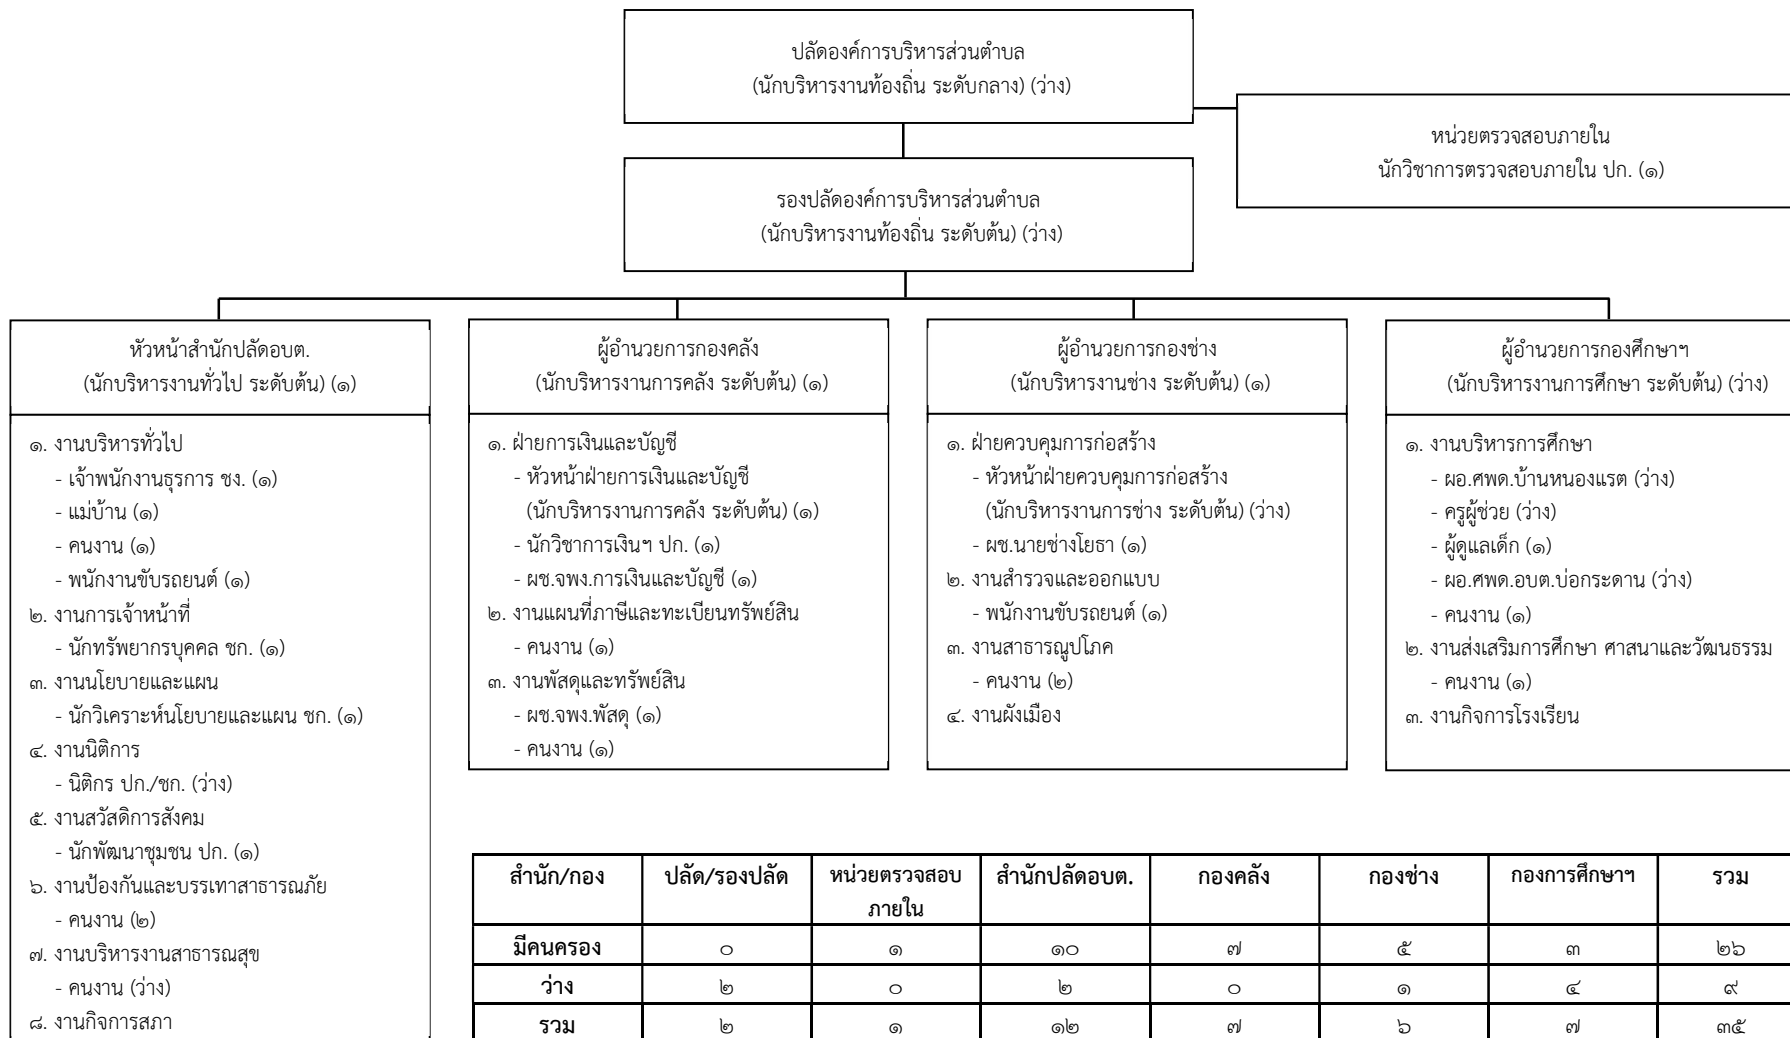 ปลัดองค์การบริหารส่วนตำบล
(นักบริหารงานท้องถิ่น ระดับกลาง) (ว่าง)
หน่วยตรวจสอบภายใน
นักวิชาการตรวจสอบภายใน ปก. (๑)
รองปลัดองค์การบริหารส่วนตำบล
(นักบริหารงานท้องถิ่น ระดับต้น) (ว่าง)
หัวหน้าสำนักปลัดอบต.
(นักบริหารงานทั่วไป ระดับต้น) (๑)
๑. งานบริหารทั่วไป
- เจ้าพนักงานธุรการ ชง. (๑)
- แม่บ้าน (๑)
- คนงาน (๑)
- พนักงานขับรถยนต์ (๑)
๒. งานการเจ้าหน้าที่
- นักทรัพยากรบุคคล ชก. (๑)
๓. งานนโยบายและแผน
- นักวิเคราะห์นโยบายและแผน ชก. (๑)
๔. งานนิติการ
- นิติกร ปก./ชก. (ว่าง)
๕. งานสวัสดิการสังคม
- นักพัฒนาชุมชน ปก. (๑)
๖. งานป้องกันและบรรเทาสาธารณภัย
- คนงาน (๒)
๗. งานบริหารงานสาธารณสุข
- คนงาน (ว่าง)
๘. งานกิจการสภา
ผู้อำนวยการกองคลัง
(นักบริหารงานการคลัง ระดับต้น) (๑)
๑. ฝ่ายการเงินและบัญชี
- หัวหน้าฝ่ายการเงินและบัญชี
(นักบริหารงานการคลัง ระดับต้น) (๑)
- นักวิชาการเงินฯ ปก. (๑)
- ผช.จพง.การเงินและบัญชี (๑)
๒. งานแผนที่ภาษีและทะเบียนทรัพย์สิน
- คนงาน (๑)
๓. งานพัสดุและทรัพย์สิน
- ผช.จพง.พัสดุ (๑)
- คนงาน (๑)
ผู้อำนวยการกองช่าง
(นักบริหารงานช่าง ระดับต้น) (๑)
๑. ฝ่ายควบคุมการก่อสร้าง
- หัวหน้าฝ่ายควบคุมการก่อสร้าง
(นักบริหารงานการช่าง ระดับต้น) (ว่าง)
- ผช.นายช่างโยธา (๑)
๒. งานสำรวจและออกแบบ
- พนักงานขับรถยนต์ (๑)
๓. งานสาธารณูปโภค
- คนงาน (๒)
๔. งานผังเมือง
ผู้อำนวยการกองศึกษาฯ
(นักบริหารงานการศึกษา ระดับต้น) (ว่าง)
๑. งานบริหารการศึกษา
- ผอ.ศพด.บ้านหนองแรต (ว่าง)
- ครูผู้ช่วย (ว่าง)
- ผู้ดูแลเด็ก (๑)
- ผอ.ศพด.อบต.บ่อกระดาน (ว่าง)
- คนงาน (๑)
๒. งานส่งเสริมการศึกษา ศาสนาและวัฒนธรรม
- คนงาน (๑)
๓. งานกิจการโรงเรียน
สำนัก/กอง ปลัด/รองปลัด หน่วยตรวจสอบ สำนักปลัดอบต. กองคลัง กองช่าง กองการศึกษาฯ รวม
ภายใน
มีคนครอง ๐ ๑ ๑๐ ๗ ๕ ๓ ๒๖
ว่าง ๒ ๐ ๒ ๐ ๑ ๔ ๙
รวม ๒ ๑ ๑๒ ๗ ๖ ๗ ๓๕